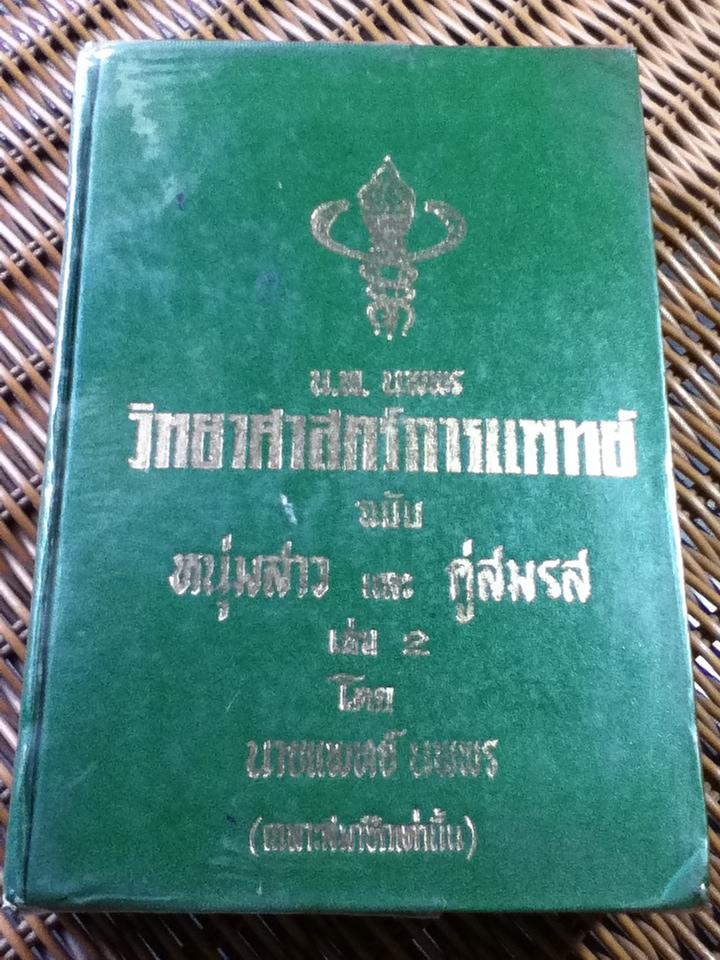 น.พ. นพพร
วิทยาศาสตร์การแพทย์
ฉบับ
หนุ่มสาว และ คู่สมรส
เล่ม 2
โดย
นายแพทย์ นพพร
(เฉพาะสมาชิกเท่านั้น)